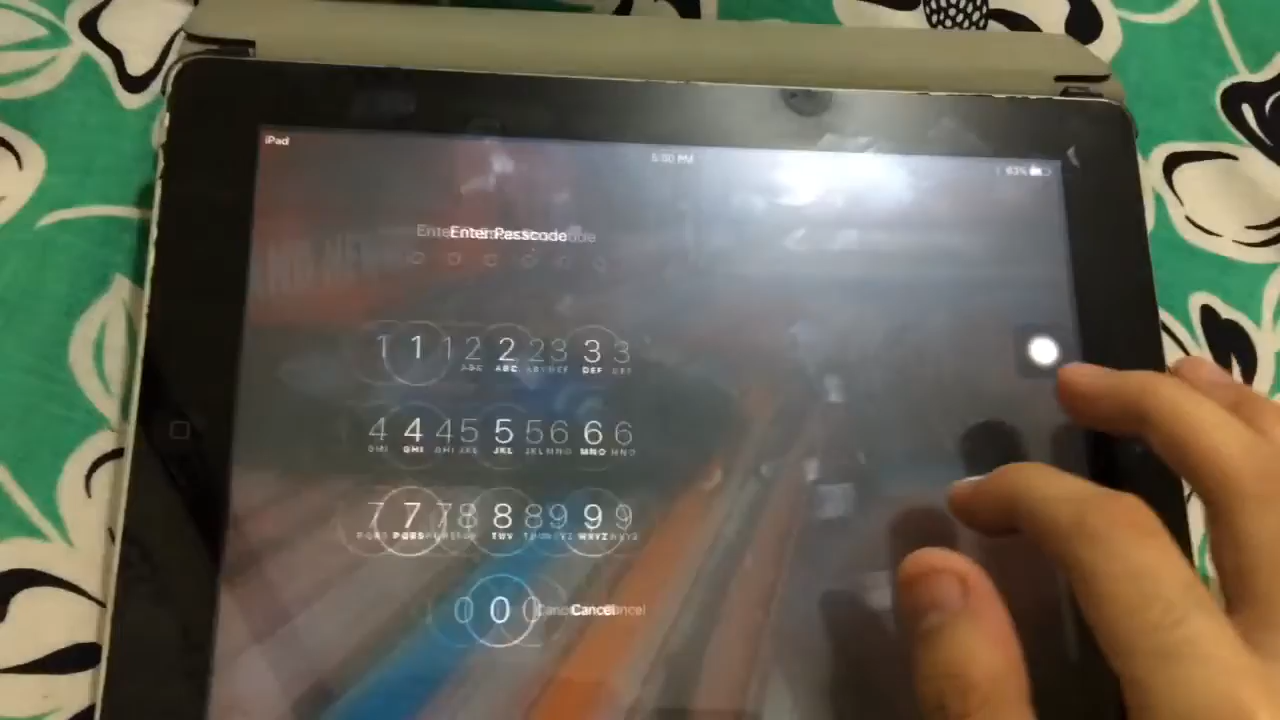 iPad
5:00 PM
63%
Enter Passcode
1 2 3
ABC DEF
4 5 6
GHI JKL MNO
7 8 9
PQRS TUV WXYZ
0 Cancel